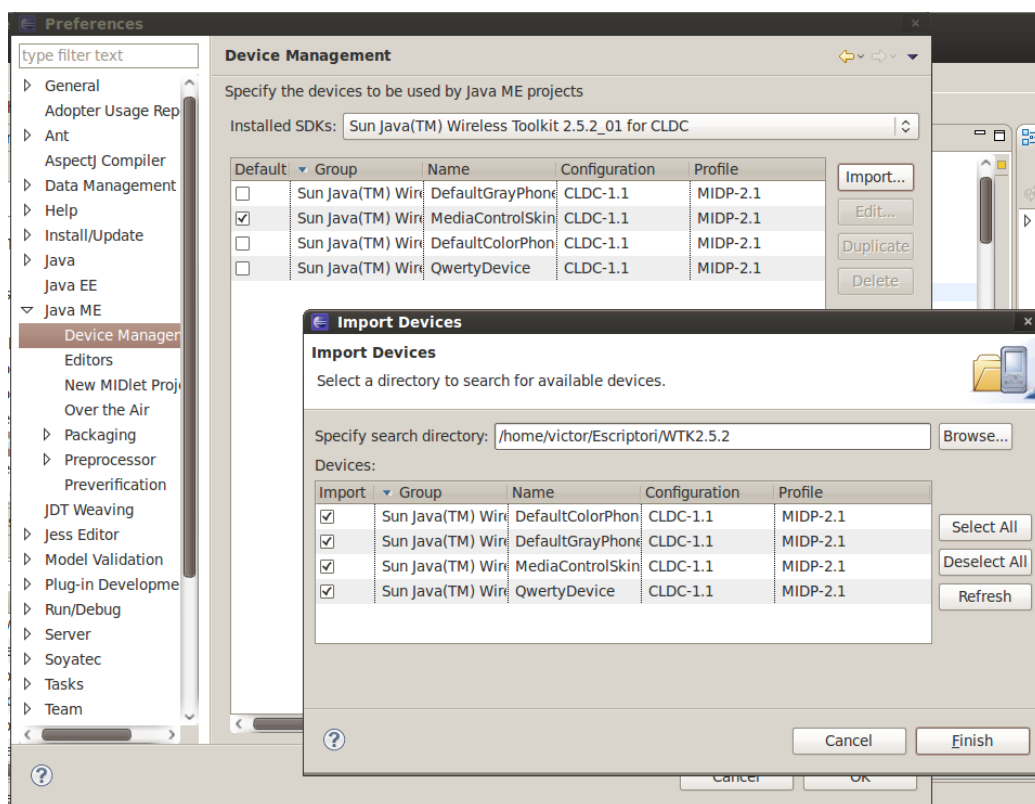 Preferences
type filter text
General
Adopter Usage Rep
Ant
AspectJ Compiler
Data Management
Help
Install/Update
Java
Java EE
Java ME
Device Manager
Editors
New MIDlet Proj
Over the Air
Packaging
Preprocessor
Preverification
JDT Weaving
Jess Editor
Model Validation
Plug-in Developme
Run/Debug
Server
Soyatec
Tasks
Team
Device Management
Specify the devices to be used by Java ME projects
Installed SDKs: Sun Java(TM) Wireless Toolkit 2.5.2_01 for CLDC
Default Group Name Configuration Profile
Sun Java(TM) Wire DefaultGrayPhone CLDC-1.1 MIDP-2.1
Sun Java(TM) Wire MediaControlSkin CLDC-1.1 MIDP-2.1
Sun Java(TM) Wire DefaultColorPhon CLDC-1.1 MIDP-2.1
Sun Java(TM) Wire QwertyDevice CLDC-1.1 MIDP-2.1
Import...
Edit...
Duplicate
Delete
Import Devices
Import Devices
Select a directory to search for available devices.
Specify search directory: /home/victor/Escriptori/WTK2.5.2 Browse...
Devices:
Import Group Name Configuration Profile
Sun Java(TM) Wire DefaultColorPhon CLDC-1.1 MIDP-2.1
Sun Java(TM) Wire DefaultGrayPhone CLDC-1.1 MIDP-2.1
Sun Java(TM) Wire MediaControlSkin CLDC-1.1 MIDP-2.1
Sun Java(TM) Wire QwertyDevice CLDC-1.1 MIDP-2.1
Select All
Deselect All
Refresh
Cancel Finish
Cancel OK